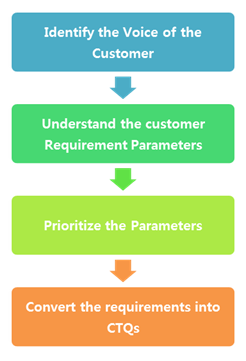 Identify the Voice of the
Customer
Understand the customer
Requirement Parameters
Prioritize the Parameters
Convert the requirements into
CTQs